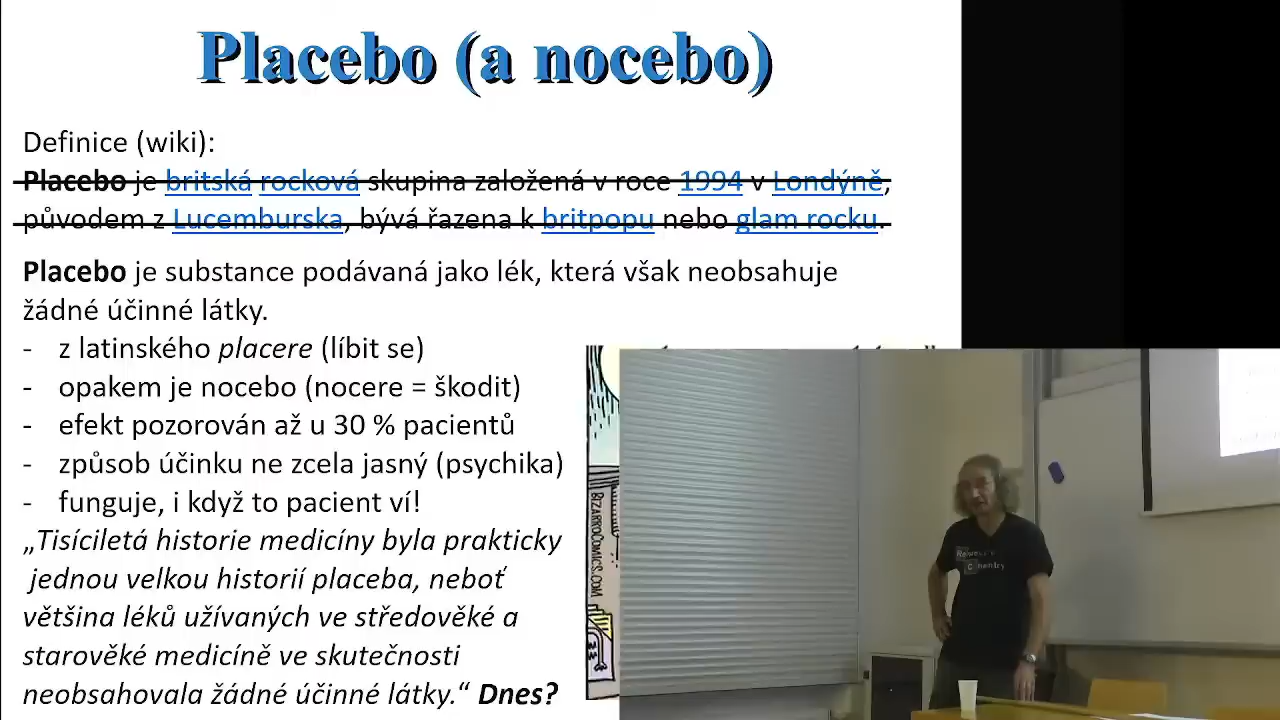 Placebo (a nocebo)
Definice (wiki):
Placebo je britská rocková skupina založená v roce 1994 v Londýně,
původem z Lucemburska, bývá řazena k britpopu nebo glam rocku.
Placebo je substance podávaná jako lék, která však neobsahuje
žádné účinné látky.
- z latinského placere (líbit se)
- opakem je nocebo (nocere = škodit)
- efekt pozorován až u 30 % pacientů
- způsob účinku ne zcela jasný (psychika)
- funguje, i když to pacient ví!
„Tisíciletá historie medicíny byla prakticky
jednou velkou historií placeba, neboť
většina léků užívaných ve středověké a
starověké medicíně ve skutečnosti
neobsahovala žádné účinné látky.“ Dnes?
BIZARROCOMICS.COM